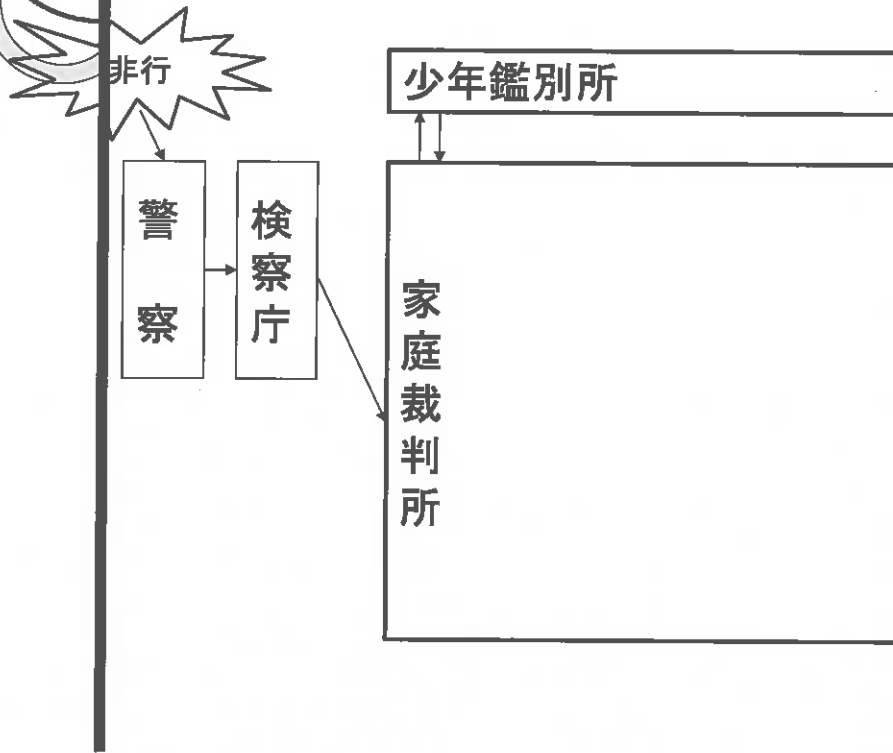 非行
少年鑑別所
警察
検察庁
家庭裁判所